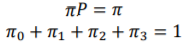 πP = π
π₀ + π₁ + π₂ + π₃ = 1